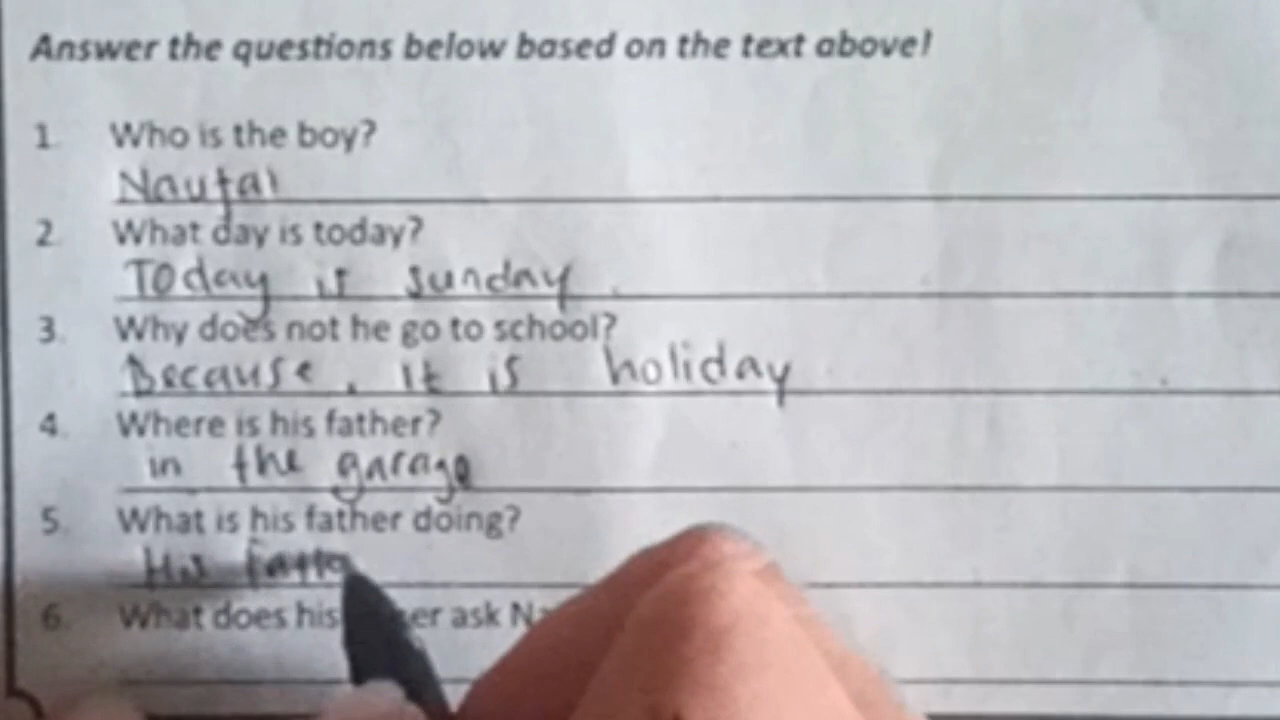 Answer the questions below based on the text above!
1. Who is the boy?
Naufal
2. What day is today?
Today is sunday.
3. Why does not he go to school?
Because, it is holiday
4. Where is his father?
in the garage
5. What is his father doing?
His
6. What does his ask